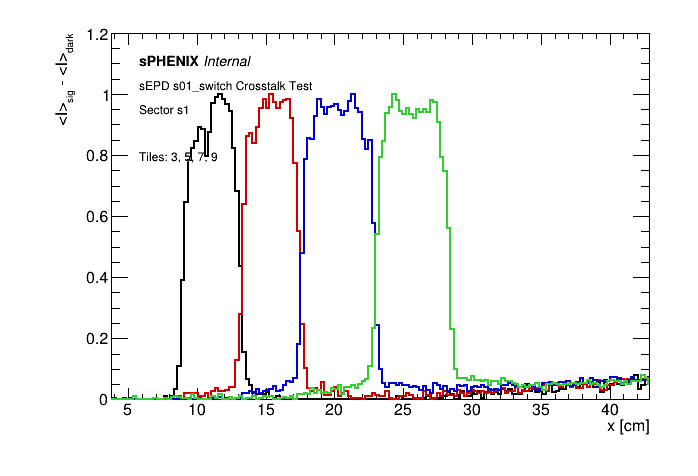 <I>sig - <I>dark
1.2
1
0.8
0.6
0.4
0.2
0
sPHENIX Internal
sEPD s01_switch Crosstalk Test
Sector s1
Tiles: 3, 5, 7, 9
5 10 15 20 25 30 35 40
x [cm]